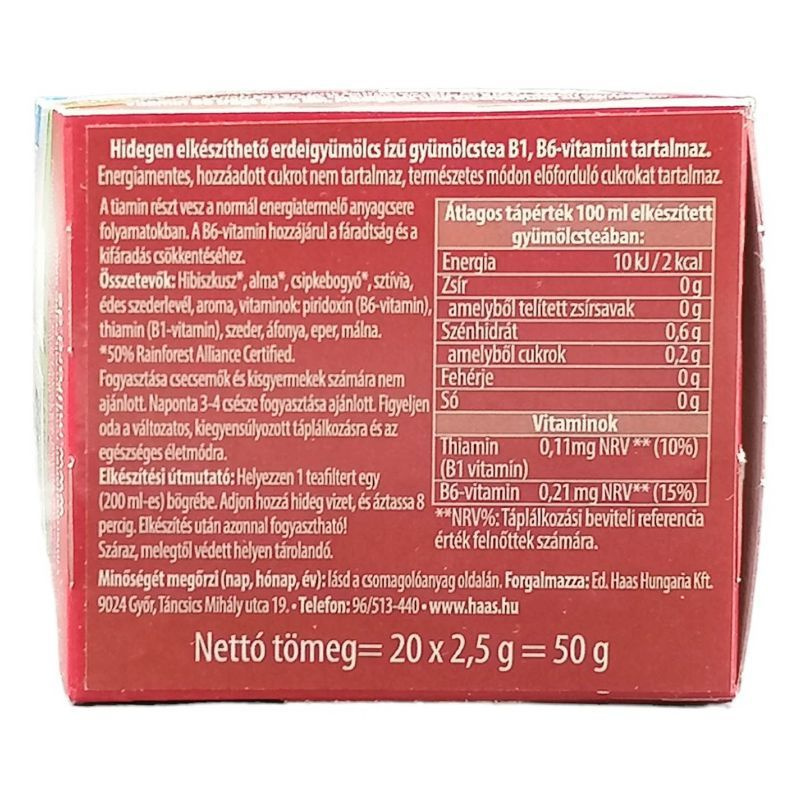 Hidegen elkészíthető erdeigyümölcs ízű gyümölcstea B1, B6-vitamint tartalmaz.
Energiamentes, hozzáadott cukrot nem tartalmaz, természetes módon előforduló cukrokat tartalmaz.
A tiamin részt vesz a normál energiatermelő anyagcsere
folyamatokban. A B6-vitamin hozzájárul a fáradtság és a
kifáradás csökkentéséhez.
Összetevők: Hibiszkusz*, alma*, csipkebogyó*, sztívia,
édes szederlevél, aroma, vitaminok: piridoxin (B6-vitamin),
thiamin (B1-vitamin), szeder, áfonya, eper, málna.
*50% Rainforest Alliance Certified.
Fogyasztása csecsemők és kisgyermekek számára nem
ajánlott. Naponta 3-4 csésze fogyasztása ajánlott. Figyeljen
oda a változatos, kiegyensúlyozott táplálkozásra és az
egészséges életmódra.
Elkészítési útmutató: Helyezzen 1 teafiltert egy
(200 ml-es) bögrébe. Adjon hozzá hideg vizet, és áztassa 8
percig. Elkészítés után azonnal fogyasztható!
Száraz, melegtől védett helyen tárolandó.
Átlagos tápérték 100 ml elkészített
gyümölcsteában:
Energia 10 kJ / 2 kcal
Zsír 0 g
amelyből telített zsírsavak 0 g
Szénhidrát 0,6 g
amelyből cukrok 0,2 g
Fehérje 0 g
Só 0 g
Vitaminok
Thiamin 0,11mg NRV** (10%)
(B1 vitamin)
B6-vitamin 0,21 mg NRV** (15%)
**NRV%: Táplálkozási beviteli referencia
érték felnőttek számára.
Minőségét megőrzi (nap, hónap, év): lásd a csomagolóanyag oldalán. Forgalmazza: Ed. Haas Hungaria Kft.
9024 Győr, Táncsics Mihály utca 19. • Telefon: 96/513-440 • www.haas.hu
Nettó tömeg= 20 x 2,5 g = 50 g